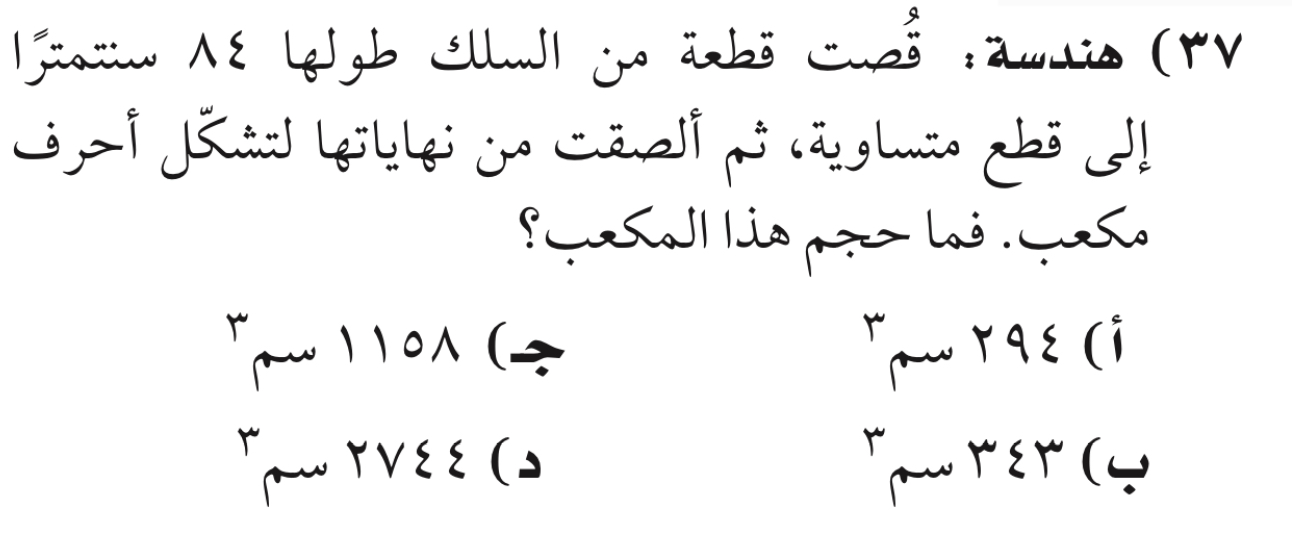 ٣٧) هندسة: قُصت قطعة من السلك طولها ٨٤ سنتمترًا
إلى قطع متساوية، ثم ألصقت من نهاياتها لتشكّل أحرف
مكعب. فما حجم هذا المكعب؟
أ) ٢٩٤ سم٣ جـ) ١١٥٨ سم٣
ب) ٣٤٣ سم٣ د) ٢٧٤٤ سم٣